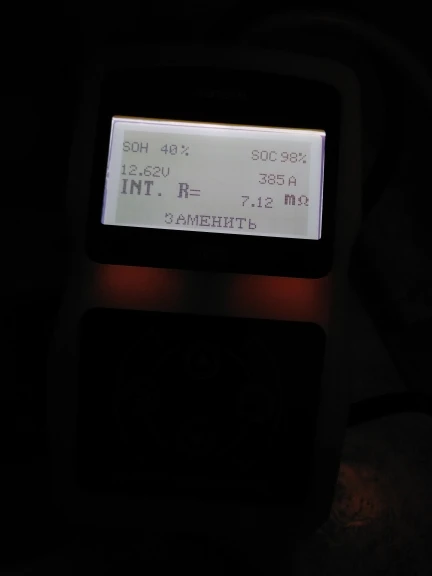 SOH 40% SOC 98%
12.62V 385A
INT. R= 7.12 mΩ
ЗАМЕНИТЬ